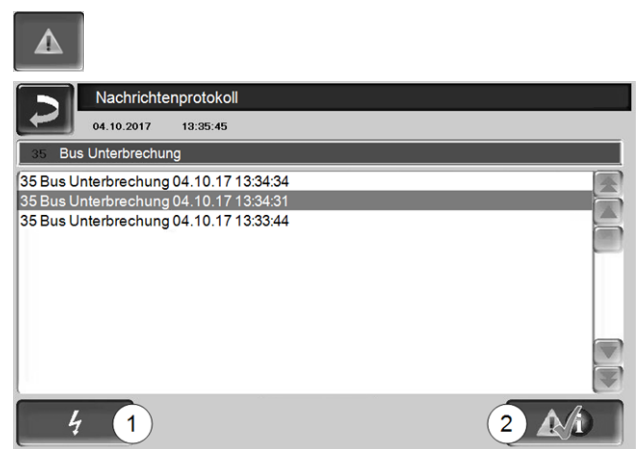 Nachrichtenprotokoll
04.10.2017 13:35:45
35 Bus Unterbrechung
35 Bus Unterbrechung 04.10.17 13:34:34
35 Bus Unterbrechung 04.10.17 13:34:31
35 Bus Unterbrechung 04.10.17 13:33:44
1 2